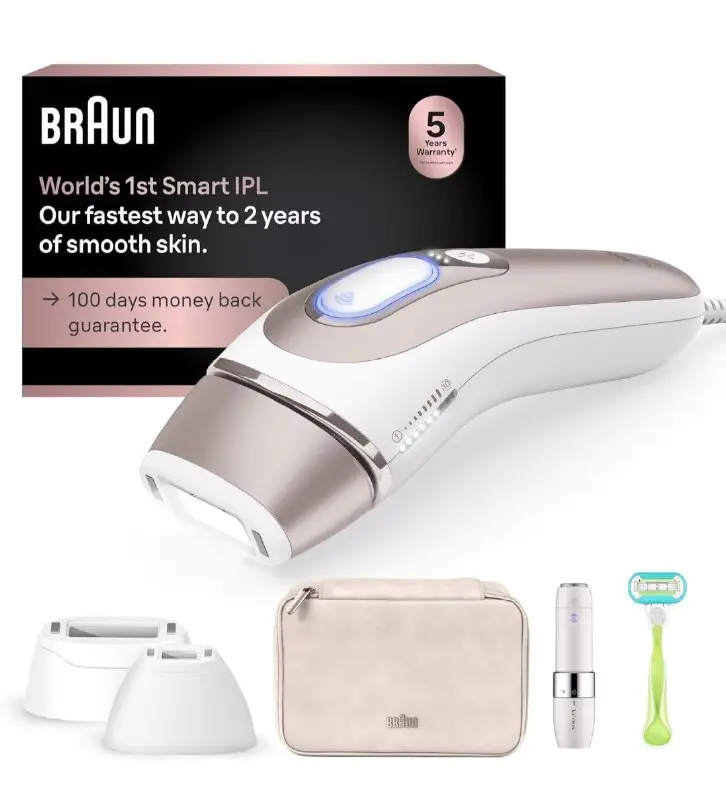 BRAUN
5
Years
Warranty*
World's 1st Smart IPL
Our fastest way to 2 years
of smooth skin.
→ 100 days money back
guarantee.
BRAUN